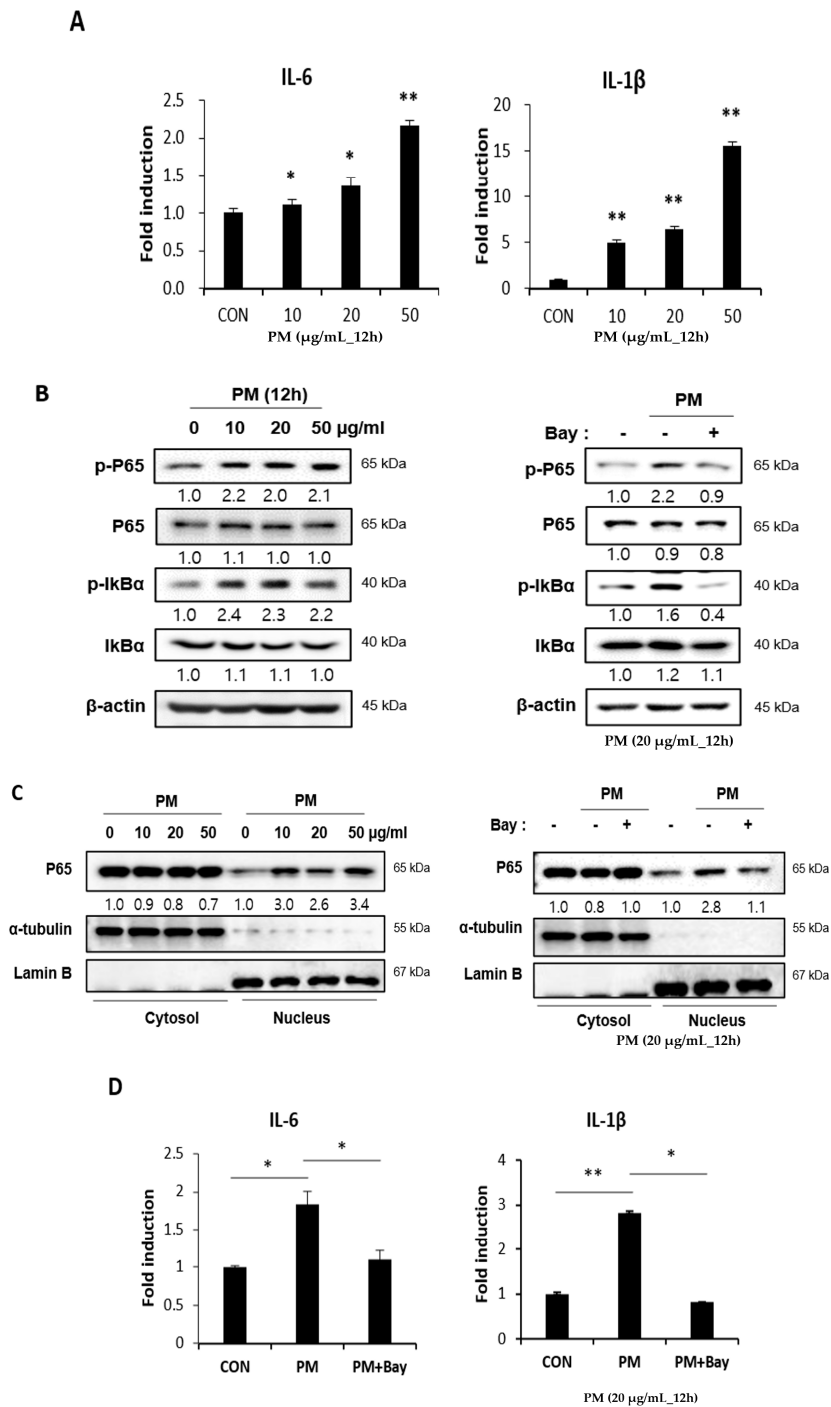 A
IL-6
Fold induction
2.5
2.0
1.5
1.0
0.5
0.0
*
*
**
CON 10 20 50
PM (µg/mL_12h)
IL-1β
Fold induction
20
15
10
5
0
**
**
**
CON 10 20 50
PM (µg/mL_12h)
B
PM (12h)
0 10 20 50 µg/ml
p-P65 65 kDa
1.0 2.2 2.0 2.1
P65 65 kDa
1.0 1.1 1.0 1.0
p-IkBα 40 kDa
1.0 2.4 2.3 2.2
IkBα 40 kDa
1.0 1.1 1.1 1.0
β-actin 45 kDa
PM
Bay : - - +
p-P65 65 kDa
1.0 2.2 0.9
P65 65 kDa
1.0 0.9 0.8
p-IkBα 40 kDa
1.0 1.6 0.4
IkBα 40 kDa
1.0 1.2 1.1
β-actin 45 kDa
PM (20 µg/mL_12h)
C
PM PM
0 10 20 50 0 10 20 50 µg/ml
P65 65 kDa
1.0 0.9 0.8 0.7 1.0 3.0 2.6 3.4
α-tubulin 55 kDa
Lamin B 67 kDa
Cytosol Nucleus
PM PM
Bay : - - + - - +
P65 65 kDa
1.0 0.8 1.0 1.0 2.8 1.1
α-tubulin 55 kDa
Lamin B 67 kDa
Cytosol Nucleus
PM (20 µg/mL_12h)
D
IL-6
Fold induction
2.5
2
1.5
1
0.5
0
*
*
CON PM PM+Bay
IL-1β
Fold induction
4
3
2
1
0
**
*
CON PM PM+Bay
PM (20 µg/mL_12h)